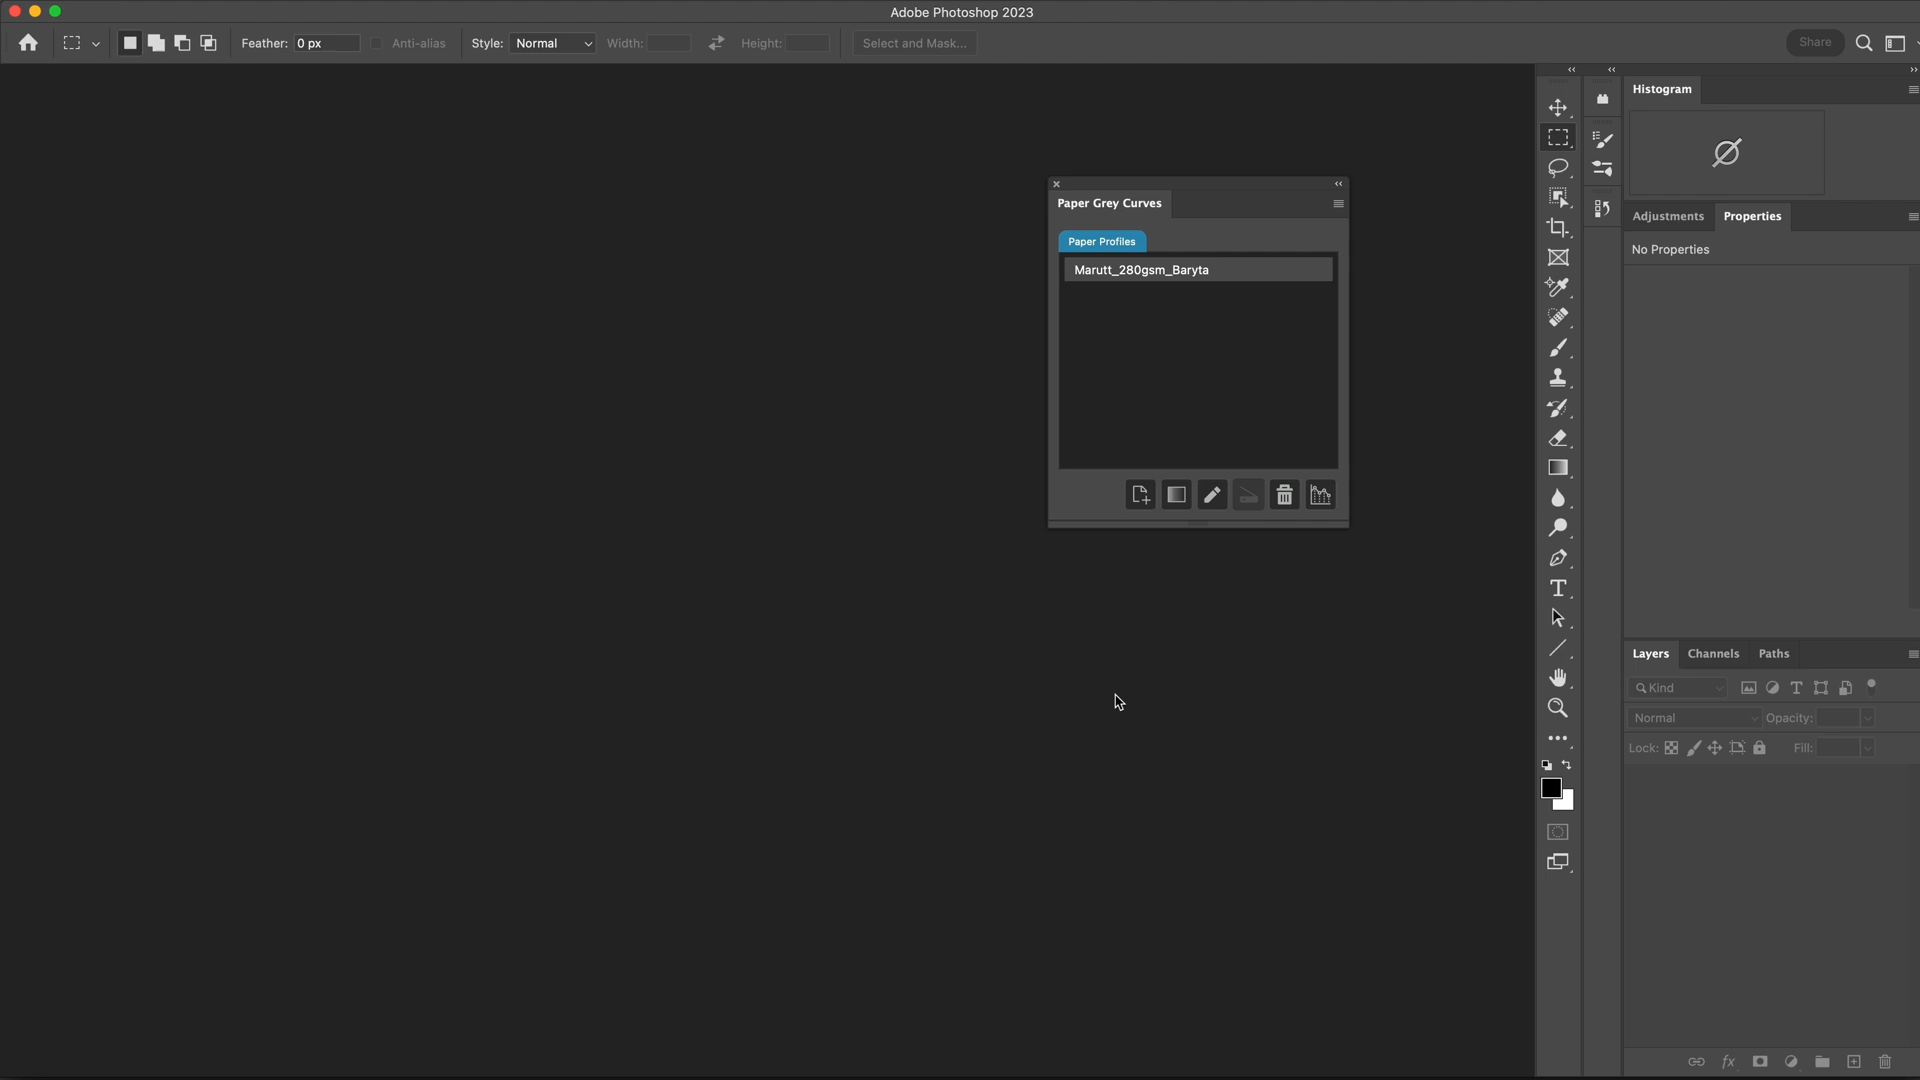 Adobe Photoshop 2023
Feather: 0 px Anti-alias Style: Normal Width: Height: Select and Mask... Share
Histogram
Paper Grey Curves
Paper Profiles
Marutt_280gsm_Baryta
Adjustments Properties
No Properties
Layers Channels Paths
Kind
Normal Opacity:
Lock: Fill:
fx